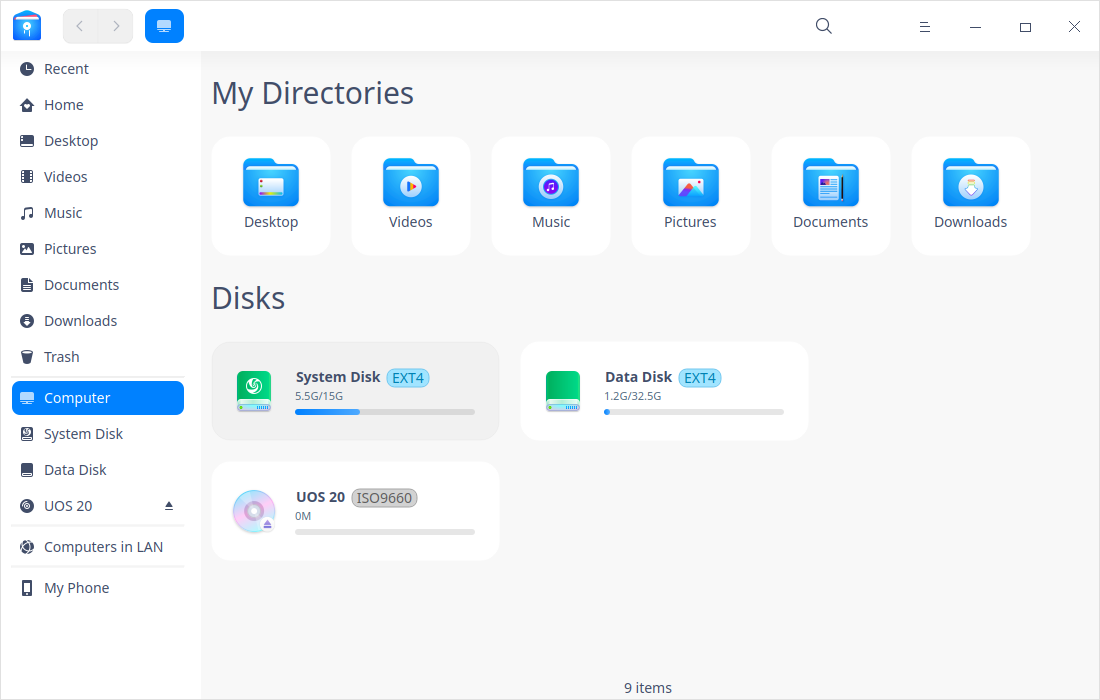 Recent
Home
Desktop
Videos
Music
Pictures
Documents
Downloads
Trash
Computer
System Disk
Data Disk
UOS 20
Computers in LAN
My Phone
My Directories
Desktop
Videos
Music
Pictures
Documents
Downloads
Disks
System Disk EXT4
5.5G/15G
Data Disk EXT4
1.2G/32.5G
UOS 20 ISO9660
0M
9 items